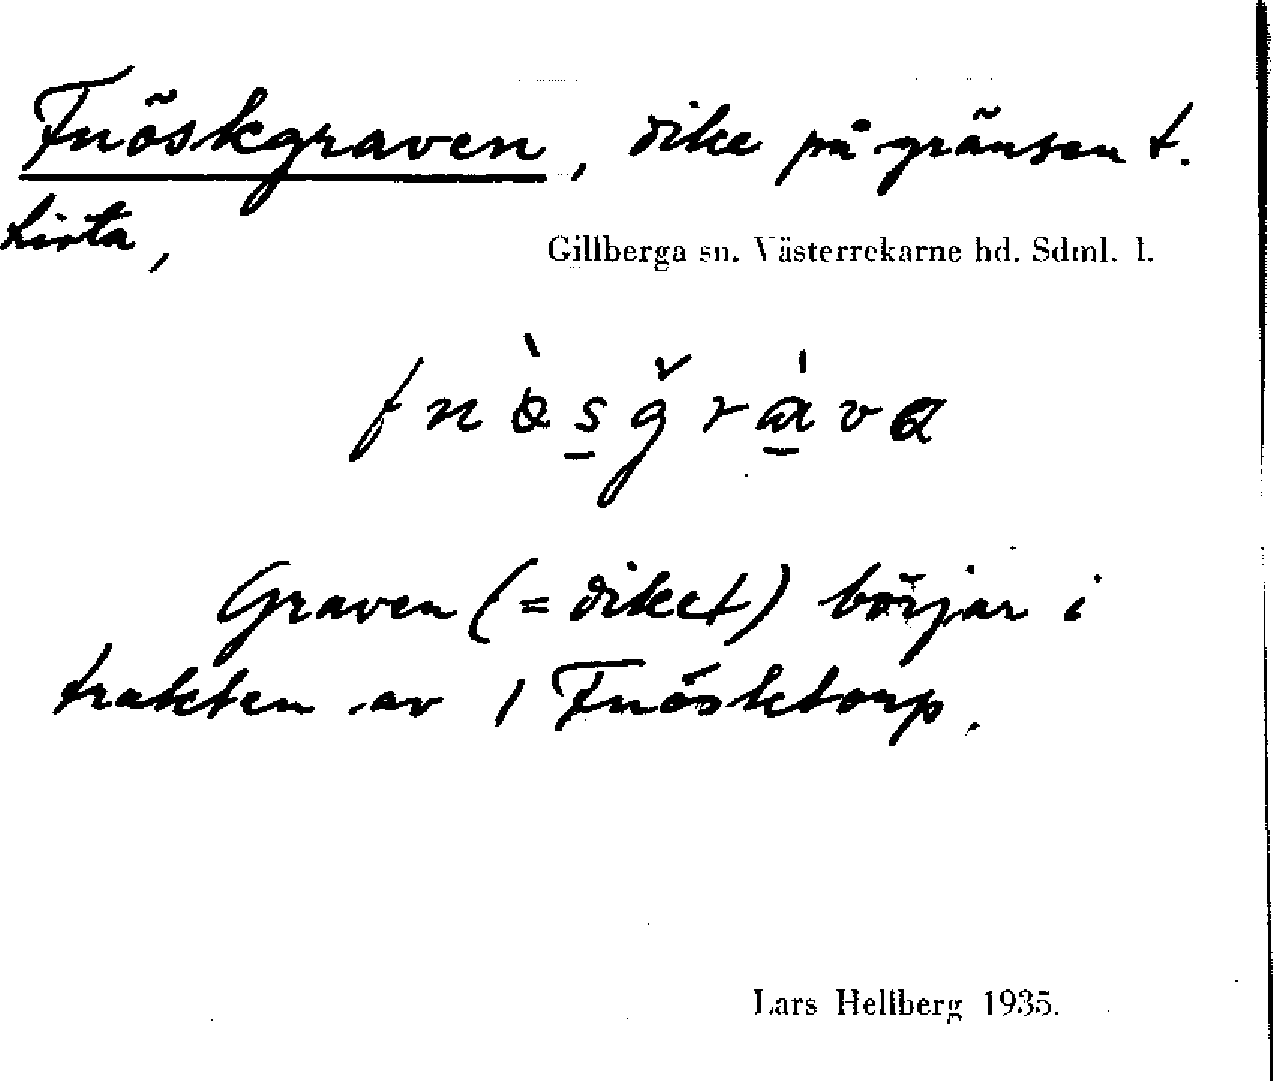 Fnöskgraven, dike på gränsen t.
Lista,
Gillberga sn. Västerrekarne hd. Sdml. l.
Graven (= diket) börjar i
trakten av 1 Fnösktorp.
Lars Hellberg 1935.